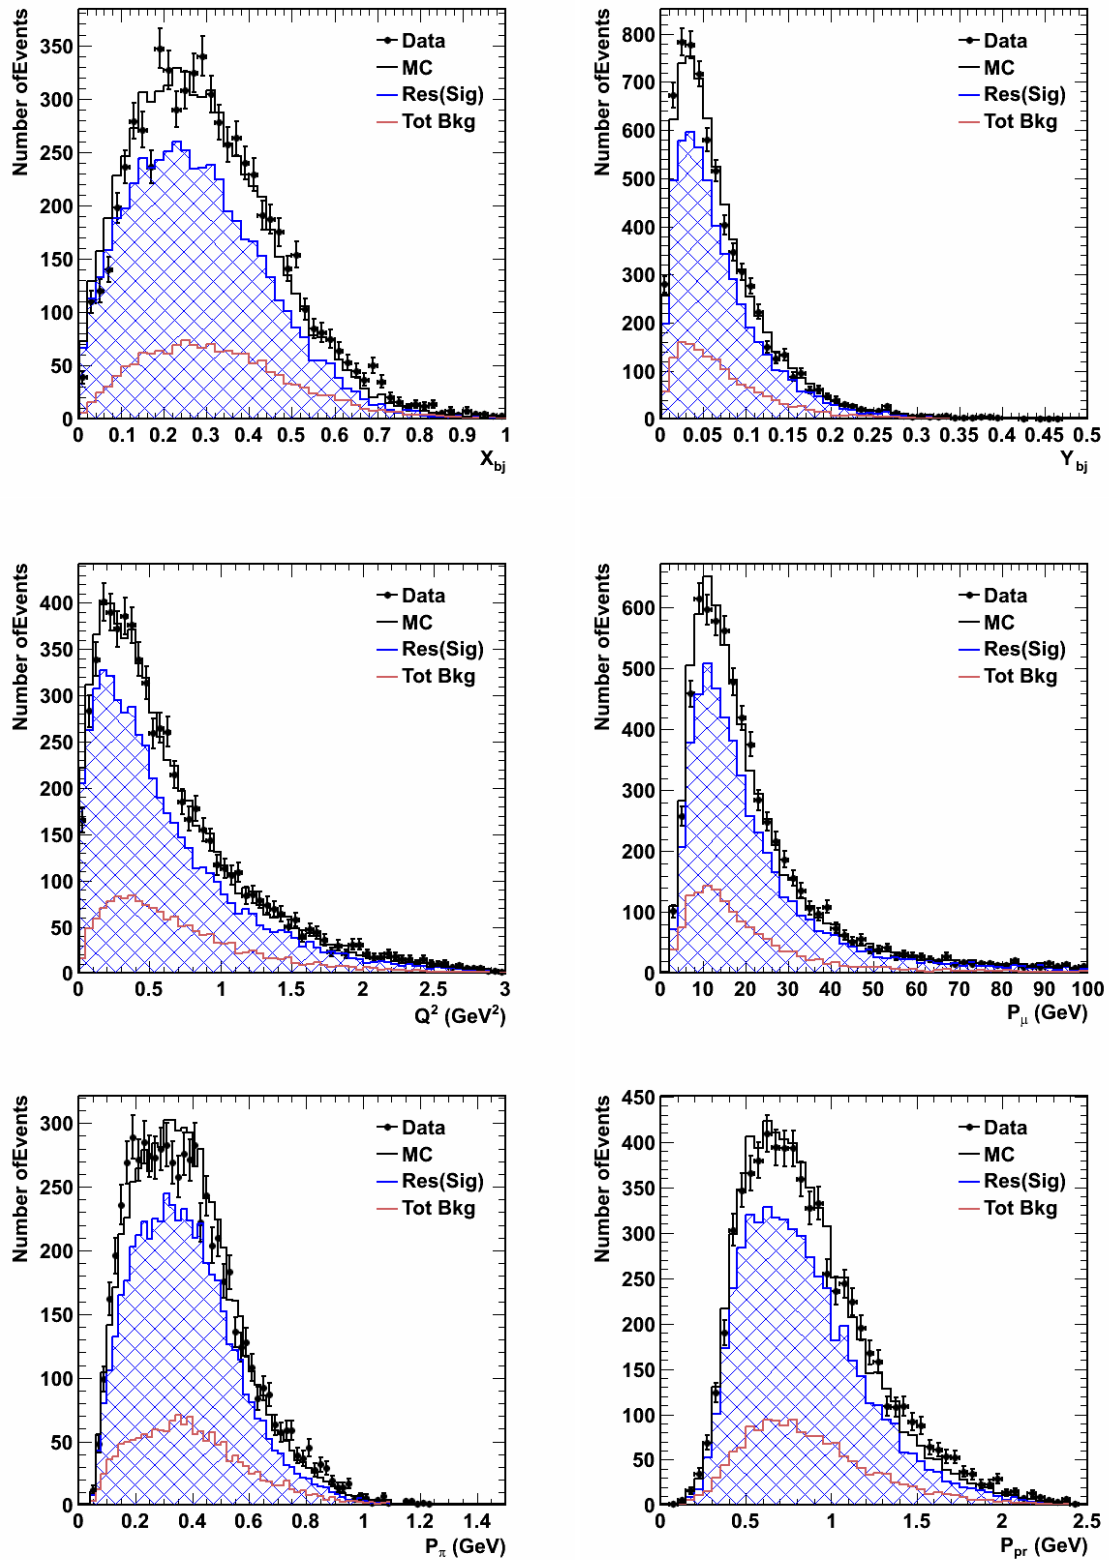 Number ofEvents
350
300
250
200
150
100
50
0
Data
MC
Res(Sig)
Tot Bkg
0 0.1 0.2 0.3 0.4 0.5 0.6 0.7 0.8 0.9 1
X bj
Number ofEvents
800
700
600
500
400
300
200
100
0
Data
MC
Res(Sig)
Tot Bkg
0 0.05 0.1 0.15 0.2 0.25 0.3 0.35 0.4 0.45 0.5
Y bj
Number ofEvents
400
350
300
250
200
150
100
50
0
Data
MC
Res(Sig)
Tot Bkg
0 0.5 1 1.5 2 2.5 3
Q² (GeV²)
Number ofEvents
600
500
400
300
200
100
0
Data
MC
Res(Sig)
Tot Bkg
0 10 20 30 40 50 60 70 80 90 100
P μ (GeV)
Number ofEvents
300
250
200
150
100
50
0
Data
MC
Res(Sig)
Tot Bkg
0 0.2 0.4 0.6 0.8 1 1.2 1.4
P π (GeV)
Number ofEvents
450
400
350
300
250
200
150
100
50
0
Data
MC
Res(Sig)
Tot Bkg
0 0.5 1 1.5 2 2.5
P pr (GeV)